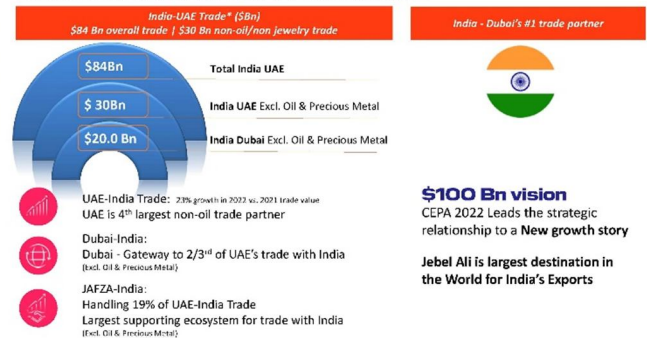 India-UAE Trade* ($Bn)
$84 Bn overall trade | $30 Bn non-oil/non jewelry trade
$84Bn
Total India UAE
$ 30Bn
India UAE Excl. Oil & Precious Metal
$20.0 Bn
India Dubai Excl. Oil & Precious Metal
UAE-India Trade: 23% growth in 2022 vs. 2021 trade value
UAE is 4th largest non-oil trade partner
Dubai-India:
Dubai - Gateway to 2/3rd of UAE's trade with India
(Excl. Oil & Precious Metal)
JAFZA-India:
Handling 19% of UAE-India Trade
Largest supporting ecosystem for trade with India
(Excl. Oil & Precious Metal)
India - Dubai's #1 trade partner
$100 Bn vision
CEPA 2022 Leads the strategic
relationship to a New growth story
Jebel Ali is largest destination in
the World for India's Exports